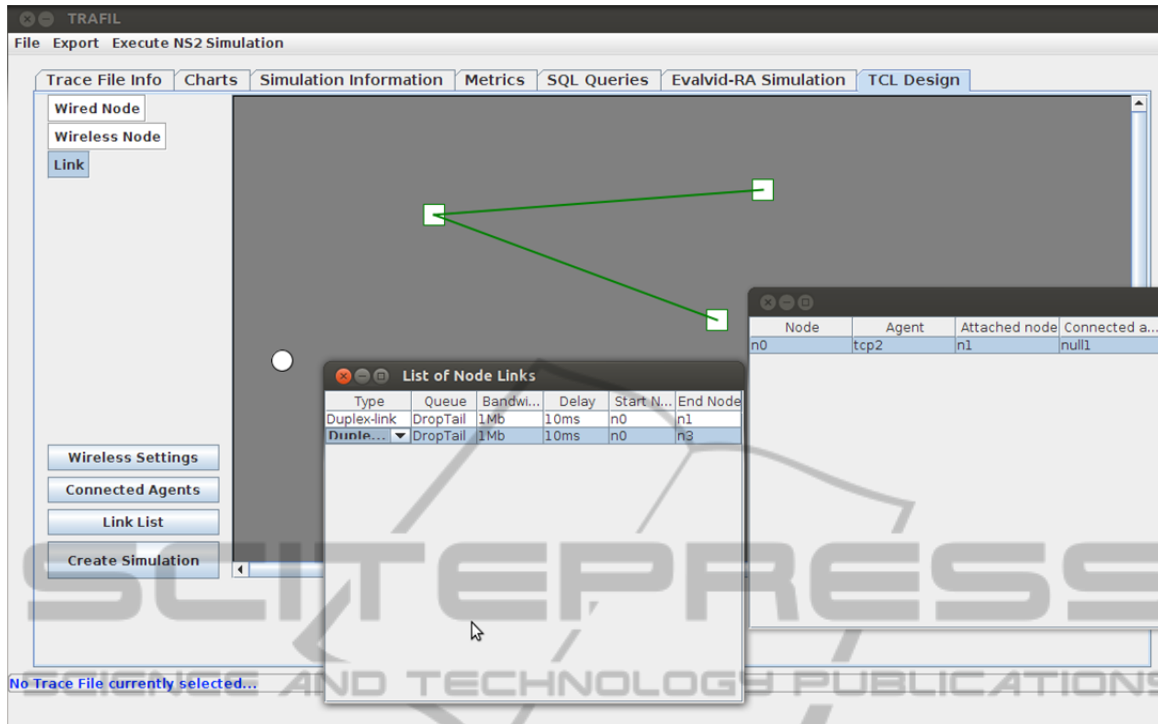 TRAFIL
File Export Execute NS2 Simulation
Trace File Info Charts Simulation Information Metrics SQL Queries Evalvid-RA Simulation TCL Design
Wired Node
Wireless Node
Link
Node Agent Attached node Connected a...
n0 tcp2 n1 null1
List of Node Links
Type Queue Bandwi... Delay Start N... End Node
Duplex-link DropTail 1Mb 10ms n0 n1
Duple... DropTail 1Mb 10ms n0 n3
Wireless Settings
Connected Agents
Link List
Create Simulation
SCITEPRESS
SCIENCE AND TECHNOLOGY PUBLICATIONS
No Trace File currently selected...